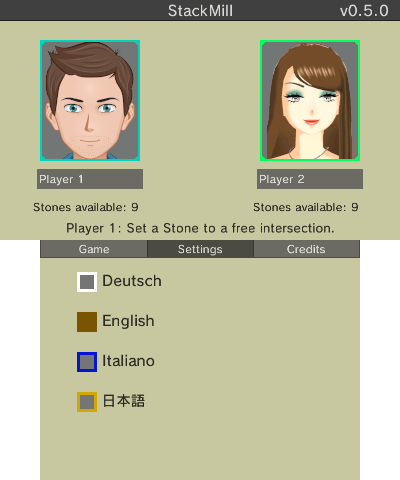 StackMill v0.5.0
Player 1 Player 2
Stones available: 9 Stones available: 9
Player 1: Set a Stone to a free intersection.
Game Settings Credits
Deutsch
English
Italiano
日本語